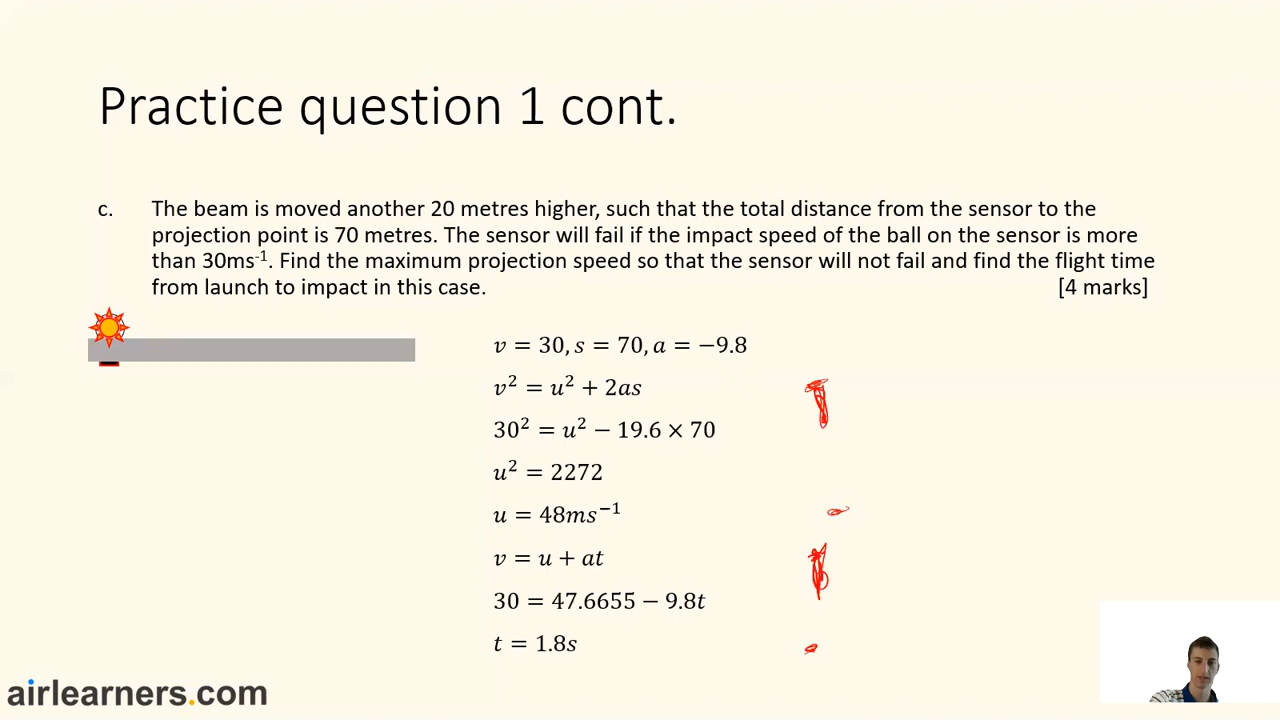 Practice question 1 cont.
c. The beam is moved another 20 metres higher, such that the total distance from the sensor to the
projection point is 70 metres. The sensor will fail if the impact speed of the ball on the sensor is more
than 30ms⁻¹. Find the maximum projection speed so that the sensor will not fail and find the flight time
from launch to impact in this case. [4 marks]
v = 30, s = 70, a = −9.8
v² = u² + 2as
30² = u² − 19.6 × 70
u² = 2272
u = 48ms⁻¹
v = u + at
30 = 47.6655 − 9.8t
t = 1.8s
airlearners.com